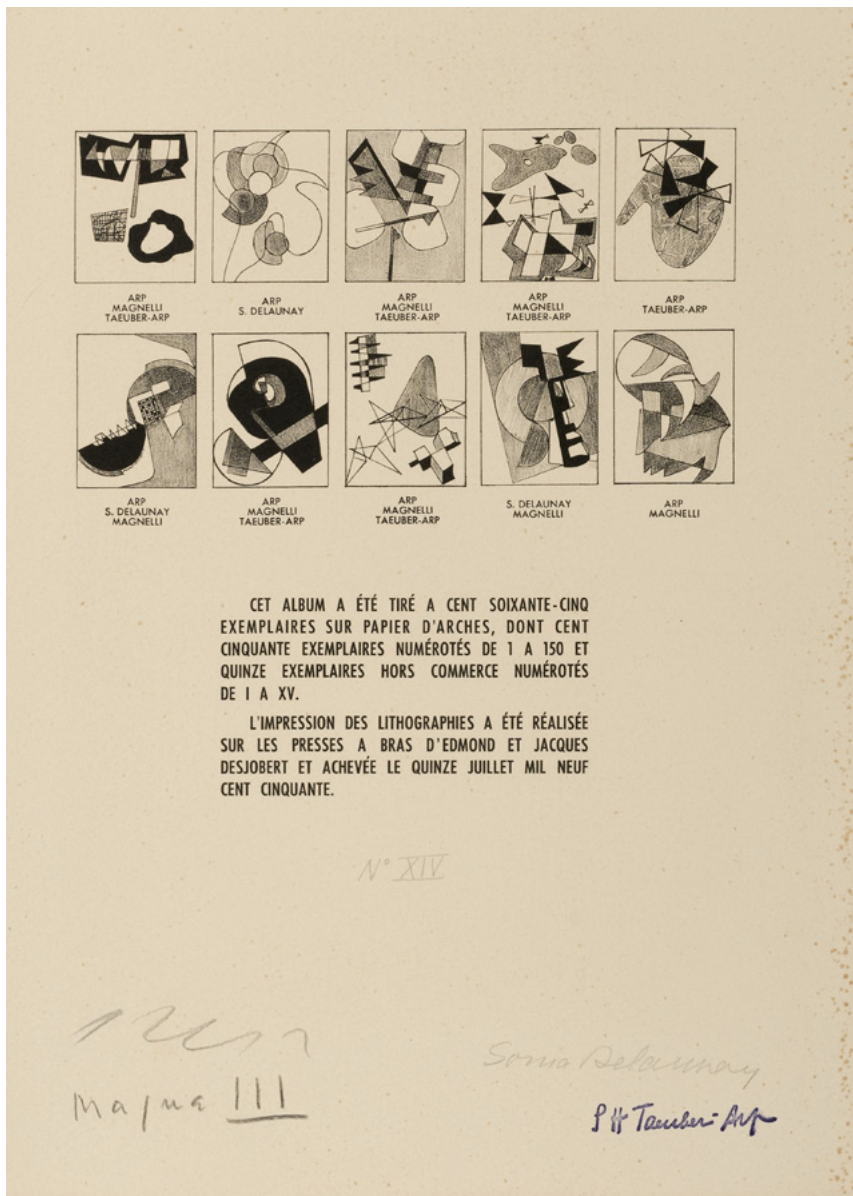 ARP
MAGNELLI
TAEUBER-ARP
ARP
S. DELAUNAY
ARP
MAGNELLI
TAEUBER-ARP
ARP
MAGNELLI
TAEUBER-ARP
ARP
TAEUBER-ARP
ARP
S. DELAUNAY
MAGNELLI
ARP
MAGNELLI
TAEUBER-ARP
ARP
MAGNELLI
TAEUBER-ARP
S. DELAUNAY
MAGNELLI
ARP
MAGNELLI
CET ALBUM A ÉTÉ TIRÉ A CENT SOIXANTE-CINQ
EXEMPLAIRES SUR PAPIER D'ARCHES, DONT CENT
CINQUANTE EXEMPLAIRES NUMÉROTÉS DE 1 A 150 ET
QUINZE EXEMPLAIRES HORS COMMERCE NUMÉROTÉS
DE I A XV.
L'IMPRESSION DES LITHOGRAPHIES A ÉTÉ RÉALISÉE
SUR LES PRESSES A BRAS D'EDMOND ET JACQUES
DESJOBERT ET ACHEVÉE LE QUINZE JUILLET MIL NEUF
CENT CINQUANTE.
N° XIV
Sonia Delaunay
S H Taeuber-Arp